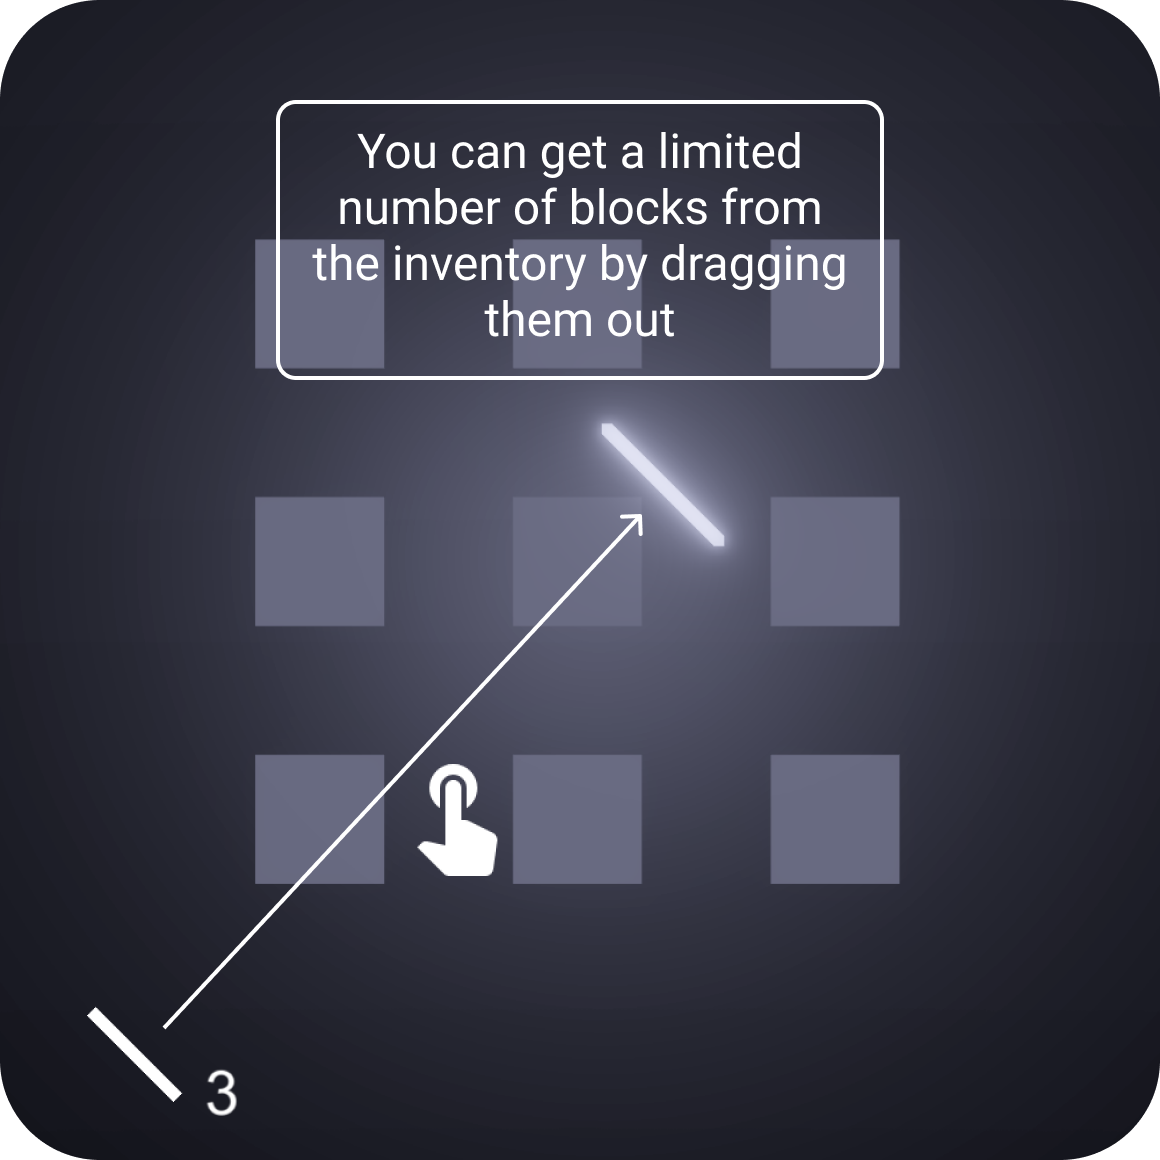 You can get a limited
number of blocks from
the inventory by dragging
them out
3